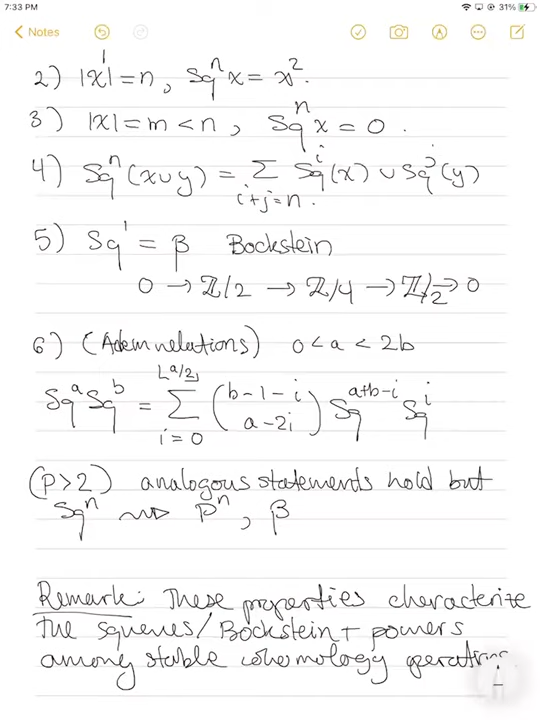 7:33 PM 31%
Notes
2) |x| = n, Sq^n x = x^2.
3) |x| = m < n, Sq^n x = 0.
4) Sq^n (x ∪ y) = Σ_{i+j=n} Sq^i (x) ∪ Sq^j (y)
5) Sq^1 = β Bockstein
0 → ℤ/2 → ℤ/4 → ℤ/2 → 0
6) (Adem relations) 0 < a < 2b
Sq^a Sq^b = Σ_{i=0}^{⌊a/2⌋} (b-1-i choose a-2i) Sq^{a+b-i} Sq^i
(p>2) analogous statements hold but
Sq^n ⇝ P^n, β
Remark: These properties characterize
the squares/Bockstein + powers
among stable cohomology operations